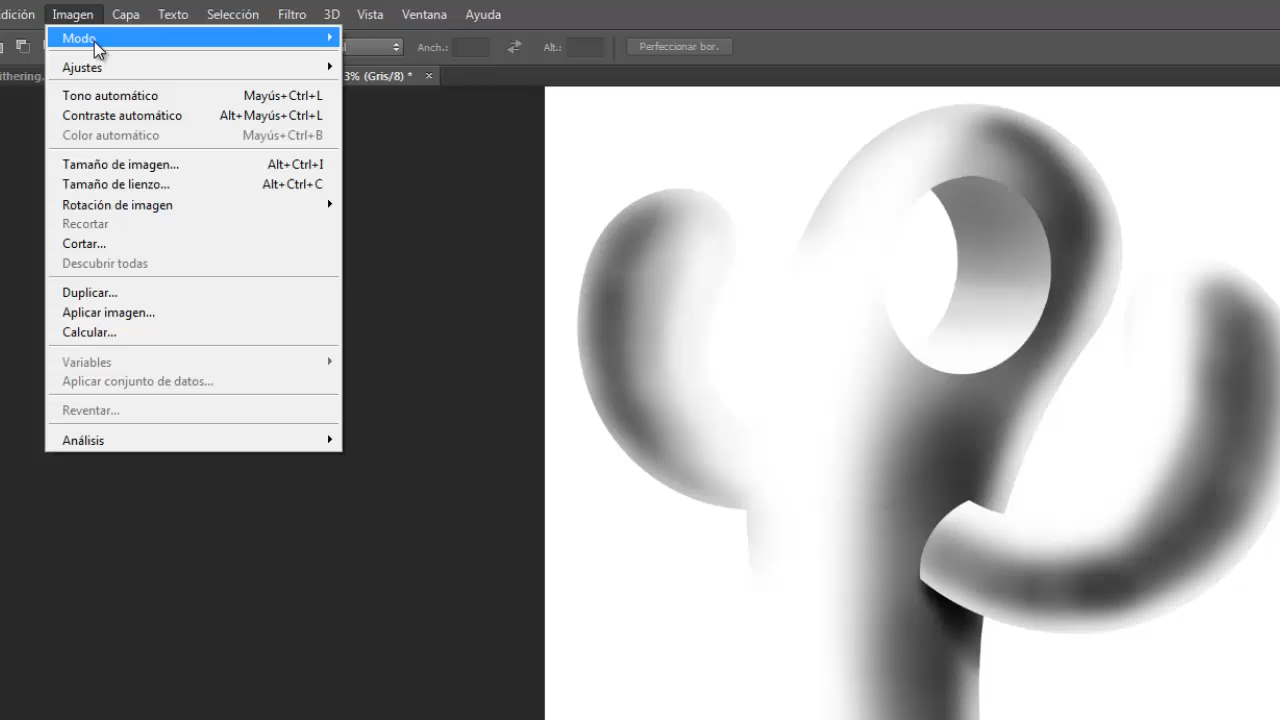 dición Imagen Capa Texto Selección Filtro 3D Vista Ventana Ayuda
l Anch.: Alt.: Perfeccionar bor.
ithering. 3% (Gris/8) * ×
Modo
Ajustes
Tono automático Mayús+Ctrl+L
Contraste automático Alt+Mayús+Ctrl+L
Color automático Mayús+Ctrl+B
Tamaño de imagen... Alt+Ctrl+I
Tamaño de lienzo... Alt+Ctrl+C
Rotación de imagen
Recortar
Cortar...
Descubrir todas
Duplicar...
Aplicar imagen...
Calcular...
Variables
Aplicar conjunto de datos...
Reventar...
Análisis